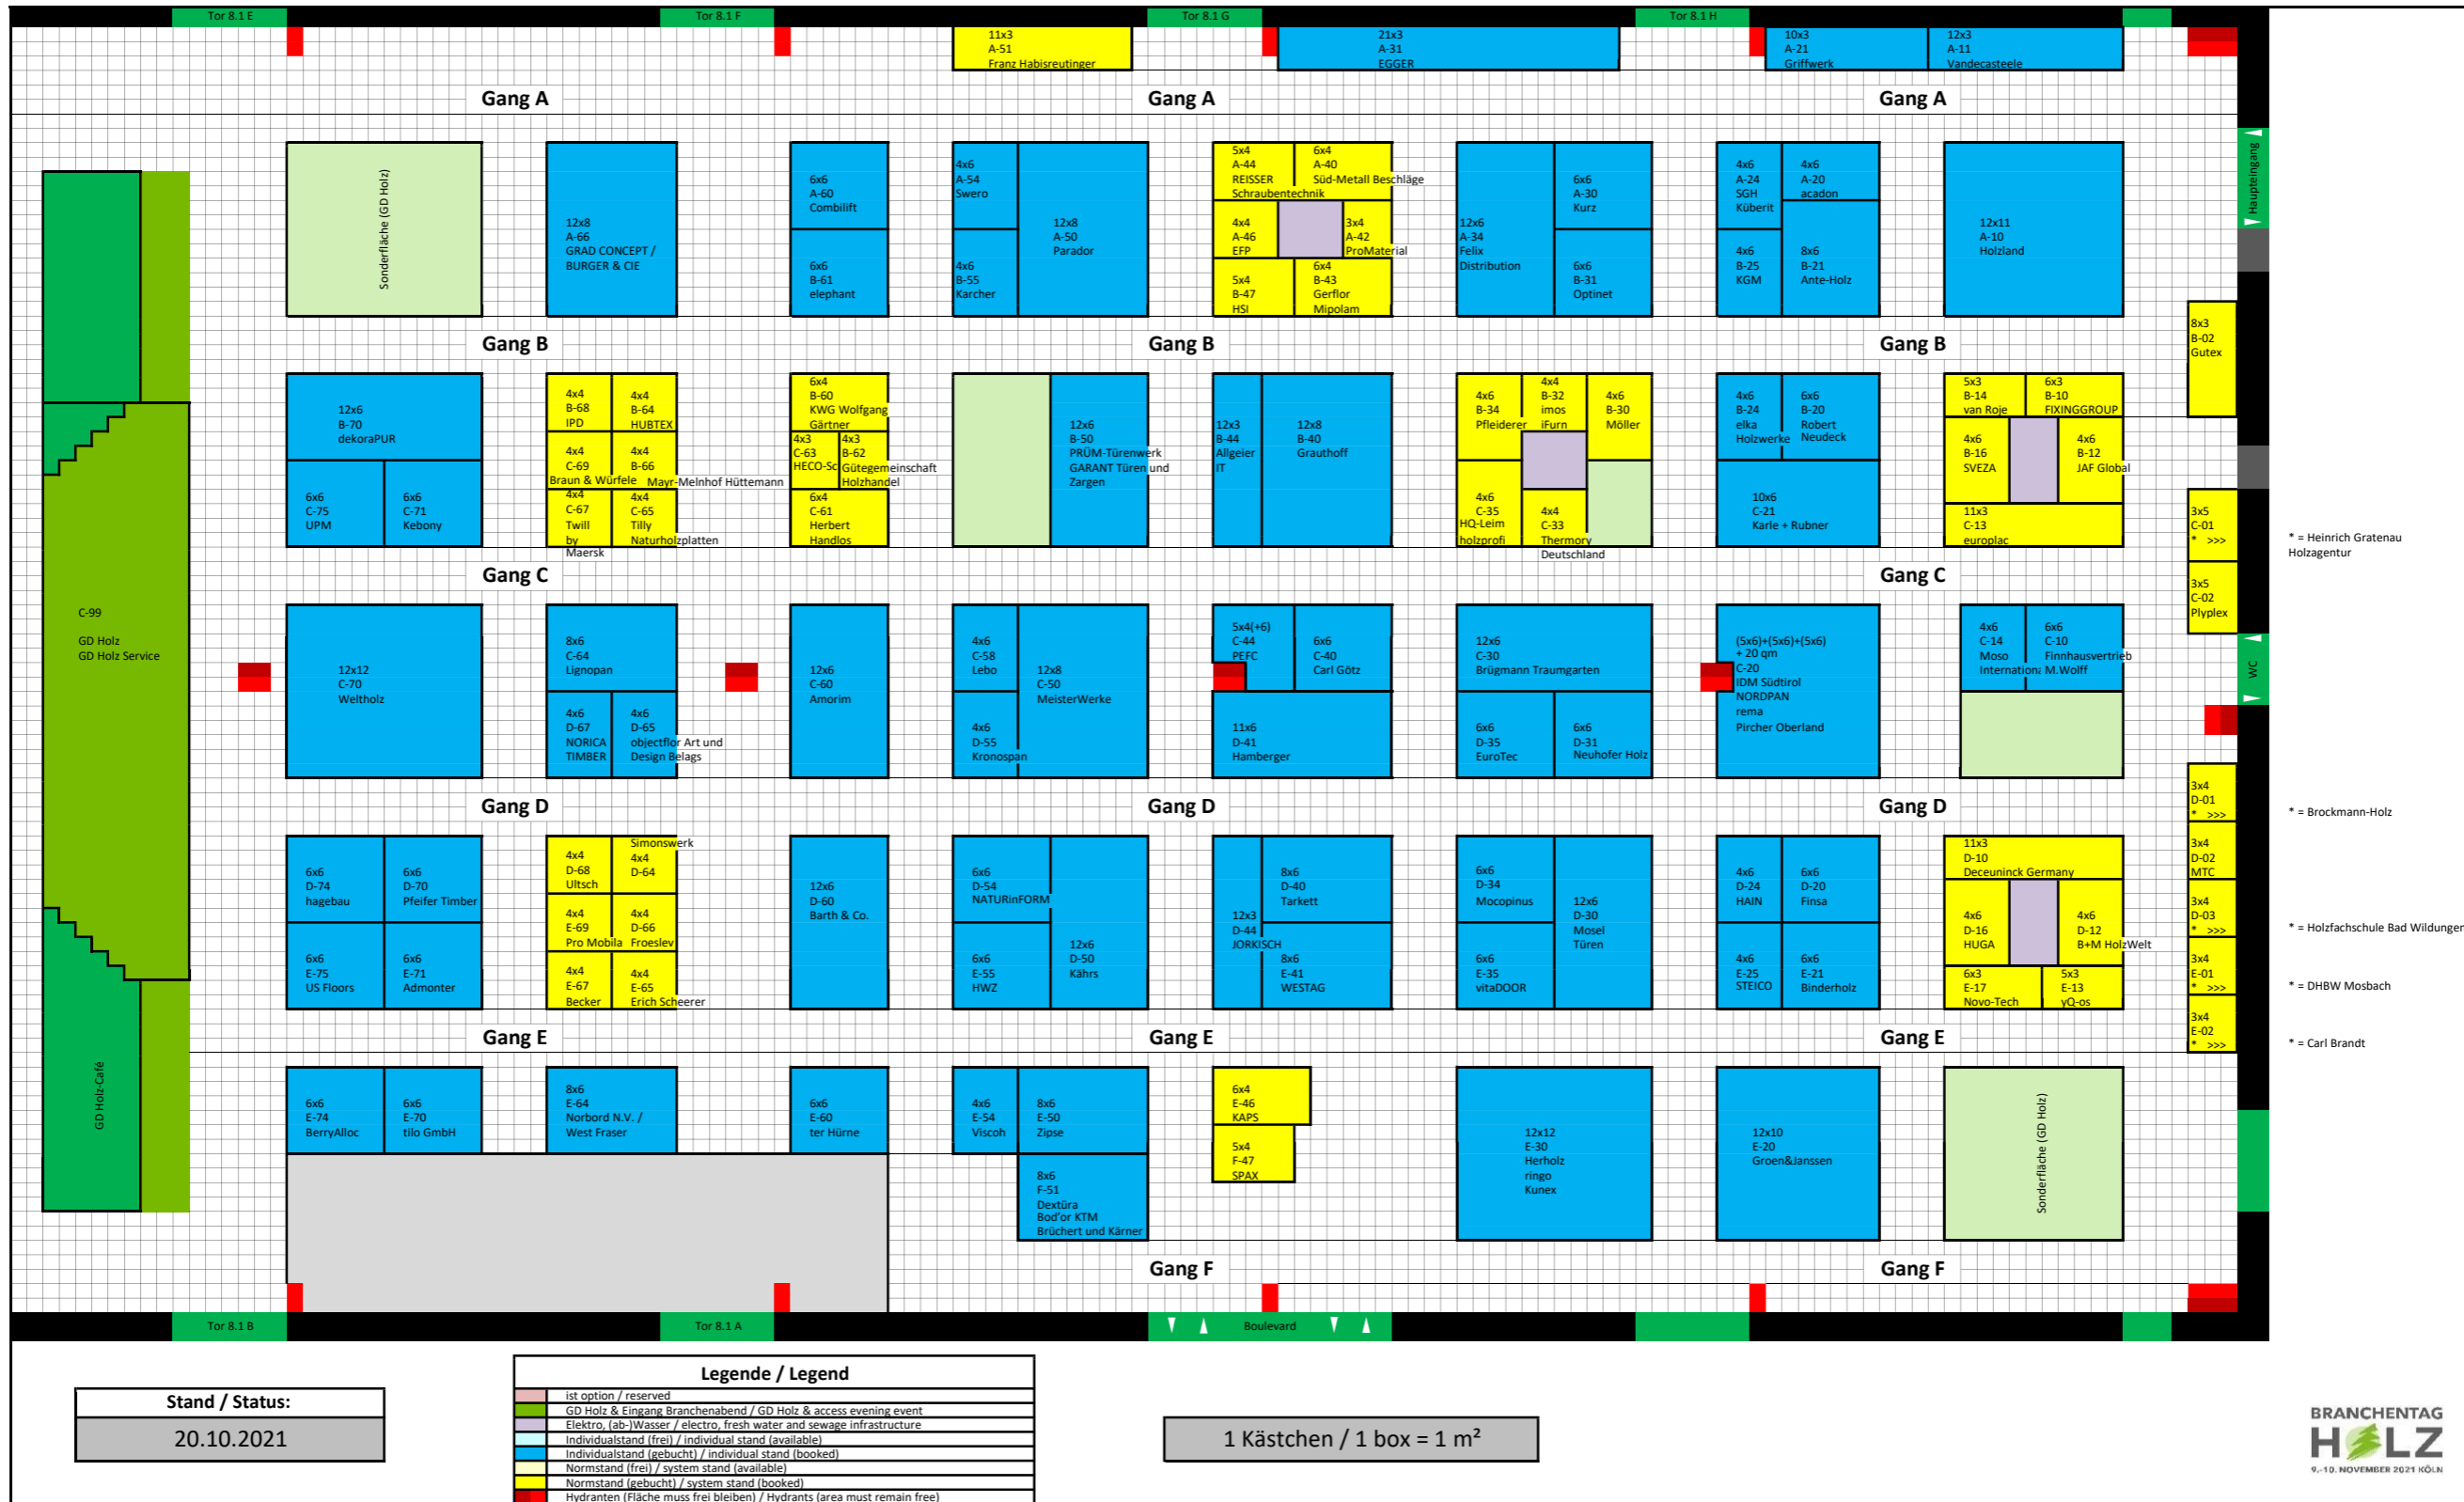 Tor 8.1 E
Tor 8.1 F
Tor 8.1 G
Tor 8.1 H
11x3
A-51
Franz Habisreutinger
21x3
A-31
EGGER
10x3
A-21
Griffwerk
12x3
A-11
Vandecasteele
Gang A
Gang A
Gang A
Haupteingang
Sonderfläche (GD Holz)
12x8
A-66
GRAD CONCEPT /
BURGER & CIE
6x6
A-60
Combilift
6x6
B-61
elephant
4x6
A-54
Swero
4x6
B-55
Karcher
12x8
A-50
Parador
5x4
A-44
REISSER
Schraubentechnik
6x4
A-40
Süd-Metall Beschläge
4x4
A-46
EFP
3x4
A-42
ProMaterial
5x4
B-47
HSI
6x4
B-43
Gerflor
Mipolam
12x6
A-34
Felix
Distribution
6x6
A-30
Kurz
6x6
B-31
Optinet
4x6
A-24
SGH
Küberit
4x6
A-20
acadon
4x6
B-25
KGM
8x6
B-21
Ante-Holz
12x11
A-10
Holzland
8x3
B-02
Gutex
Gang B
Gang B
Gang B
12x6
B-70
dekoraPUR
6x6
C-75
UPM
6x6
C-71
Kebony
4x4
B-68
IPD
4x4
B-64
HUBTEX
4x4
C-69
Braun & Würfele
4x4
B-66
Mayr-Melnhof Hüttemann
4x4
C-67
Twill
by
Maersk
4x4
C-65
Tilly
Naturholzplatten
6x4
B-60
KWG Wolfgang
Gärtner
4x3
C-63
HECO-Sc
4x3
B-62
Gütegemeinschaft
Holzhandel
6x4
C-61
Herbert
Handlos
12x6
B-50
PRÜM-Türenwerk
GARANT Türen und
Zargen
12x3
B-44
Allgeier
IT
12x8
B-40
Grauthoff
4x6
B-34
Pfleiderer
4x4
B-32
imos
iFurn
4x6
B-30
Möller
4x6
C-35
HQ-Leim
holzprofi
4x4
C-33
Thermory
Deutschland
4x6
B-24
elka
Holzwerke
6x6
B-20
Robert
Neudeck
10x6
C-21
Karle + Rubner
5x3
B-14
van Roje
6x3
B-10
FIXINGGROUP
4x6
B-16
SVEZA
4x6
B-12
JAF Global
11x3
C-13
europlac
3x5
C-01
* >>>
* = Heinrich Gratenau
Holzagentur
3x5
C-02
Plyplex
Gang C
Gang C
WC
C-99
GD Holz
GD Holz Service
12x12
C-70
Weltholz
8x6
C-64
Lignopan
4x6
D-67
NORICA
TIMBER
4x6
D-65
objectflor Art und
Design Belags
12x6
C-60
Amorim
4x6
C-58
Lebo
4x6
D-55
Kronospan
12x8
C-50
MeisterWerke
5x4(+6)
C-44
PEFC
6x6
C-40
Carl Götz
11x6
D-41
Hamberger
12x6
C-30
Brügmann Traumgarten
6x6
D-35
EuroTec
6x6
D-31
Neuhofer Holz
(5x6)+(5x6)+(5x6)
+ 20 qm
C-20
IDM Südtirol
NORDPAN
rema
Pircher Oberland
4x6
C-14
Moso
Internationa
6x6
C-10
Finnhausvertrieb
M.Wolff
Gang D
Gang D
Gang D
3x4
D-01
* >>>
* = Brockmann-Holz
3x4
D-02
MTC
3x4
D-03
* >>>
* = Holzfachschule Bad Wildungen
3x4
E-01
* >>>
* = DHBW Mosbach
3x4
E-02
* >>>
* = Carl Brandt
6x6
D-74
hagebau
6x6
D-70
Pfeifer Timber
6x6
E-75
US Floors
6x6
E-71
Admonter
4x4
D-68
Ultsch
Simonswerk
4x4
D-64
4x4
E-69
Pro Mobila
4x4
D-66
Froeslev
4x4
E-67
Becker
4x4
E-65
Erich Scheerer
12x6
D-60
Barth & Co.
6x6
D-54
NATURinFORM
6x6
E-55
HWZ
12x6
D-50
Kährs
12x3
D-44
JORKISCH
8x6
D-40
Tarkett
8x6
E-41
WESTAG
6x6
D-34
Mocopinus
6x6
E-35
vitaDOOR
12x6
D-30
Mosel
Türen
4x6
D-24
HAIN
6x6
D-20
Finsa
4x6
E-25
STEICO
6x6
E-21
Binderholz
11x3
D-10
Deceuninck Germany
4x6
D-16
HUGA
4x6
D-12
B+M HolzWelt
6x3
E-17
Novo-Tech
5x3
E-13
yQ-os
Gang E
Gang E
Gang E
GD Holz-Café
6x6
E-74
BerryAlloc
6x6
E-70
tilo GmbH
8x6
E-64
Norbord N.V. /
West Fraser
6x6
E-60
ter Hürne
4x6
E-54
Viscoh
8x6
E-50
Zipse
8x6
F-51
Dextüra
Bod'or KTM
Brüchert und Kärner
6x4
E-46
KAPS
5x4
F-47
SPAX
12x12
E-30
Herholz
ringo
Kunex
12x10
E-20
Groen&Janssen
Sonderfläche (GD Holz)
Gang F
Gang F
Tor 8.1 B
Tor 8.1 A
Boulevard
Stand / Status:
20.10.2021
Legende / Legend
ist option / reserved
GD Holz & Eingang Branchenabend / GD Holz & access evening event
Elektro, (ab-)Wasser / electro, fresh water and sewage infrastructure
Individualstand (frei) / individual stand (available)
Individualstand (gebucht) / individual stand (booked)
Normstand (frei) / system stand (available)
Normstand (gebucht) / system stand (booked)
Hydranten (Fläche muss frei bleiben) / Hydrants (area must remain free)
1 Kästchen / 1 box = 1 m²
BRANCHENTAG
HOLZ
9.-10. NOVEMBER 2021 KÖLN